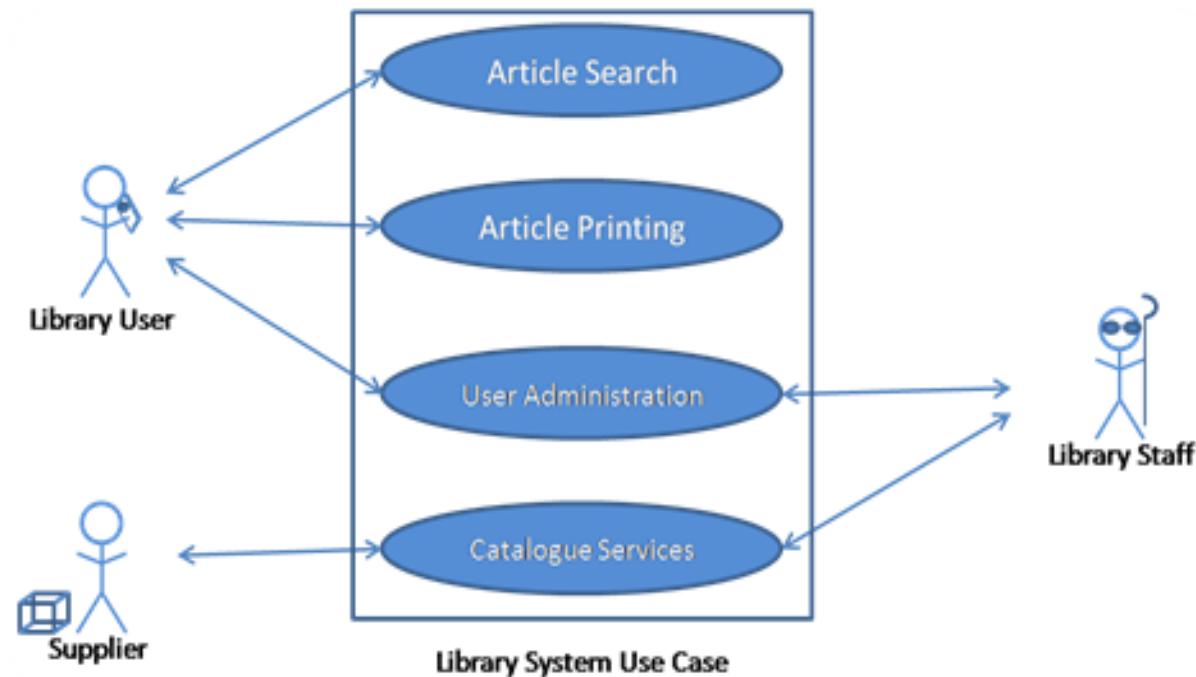 Article Search
Article Printing
Library User
User Administration
Library Staff
Catalogue Services
Supplier
Library System Use Case